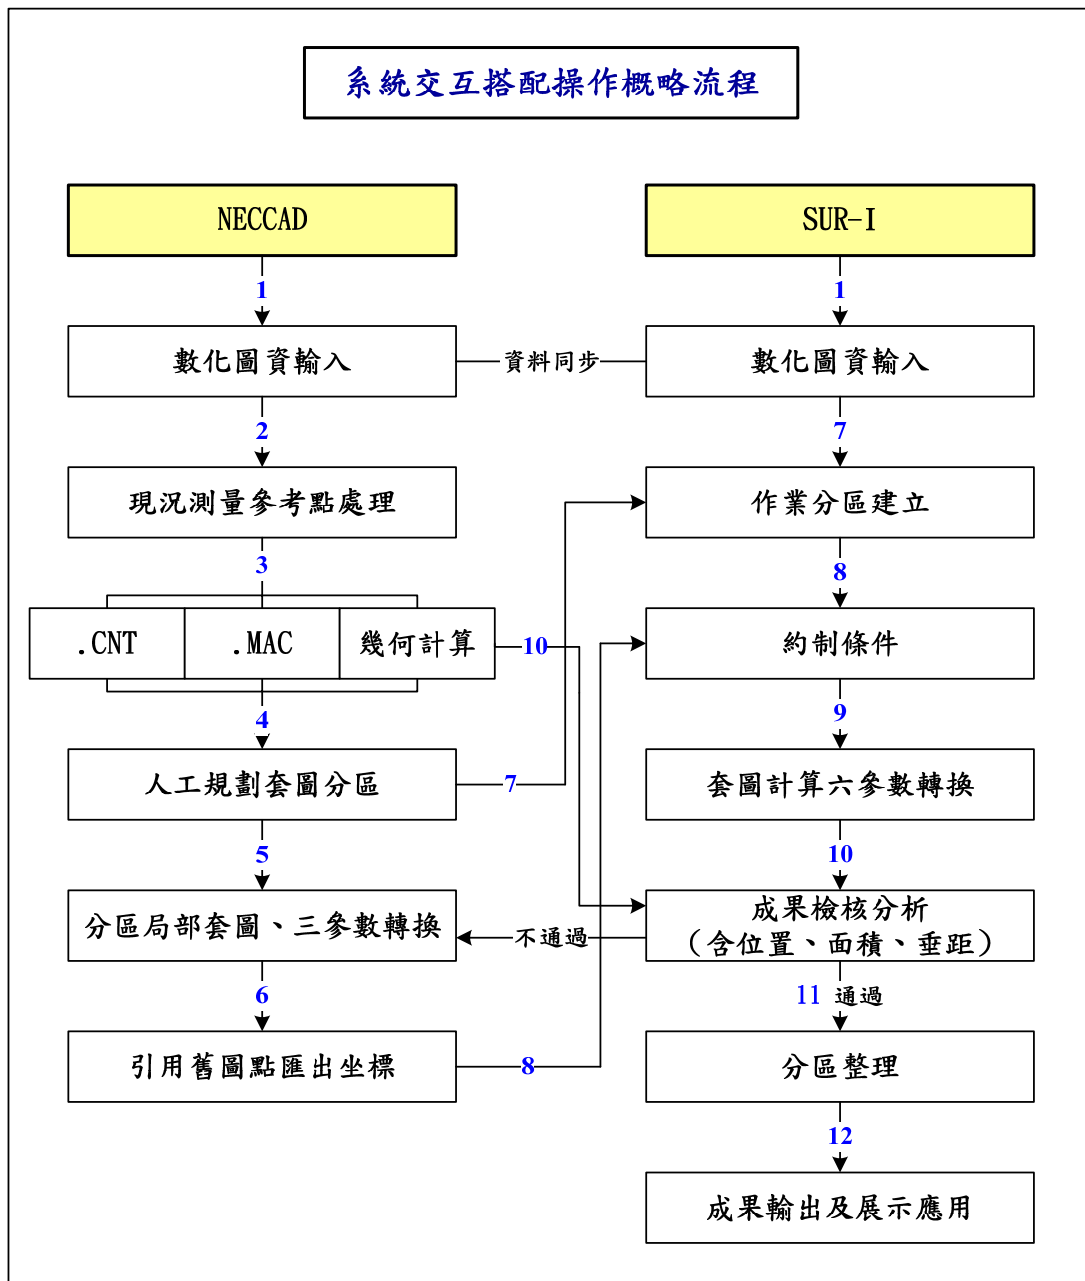 系統交互搭配操作概略流程
NECCAD
SUR-I
1
1
數化圖資輸入
資料同步
數化圖資輸入
2
7
現況測量參考點處理
作業分區建立
3
8
.CNT
.MAC
幾何計算
10
約制條件
4
9
人工規劃套圖分區
7
套圖計算六參數轉換
5
10
分區局部套圖、三參數轉換
不通過
成果檢核分析
(含位置、面積、垂距)
6
11 通過
引用舊圖點匯出坐標
8
分區整理
12
成果輸出及展示應用